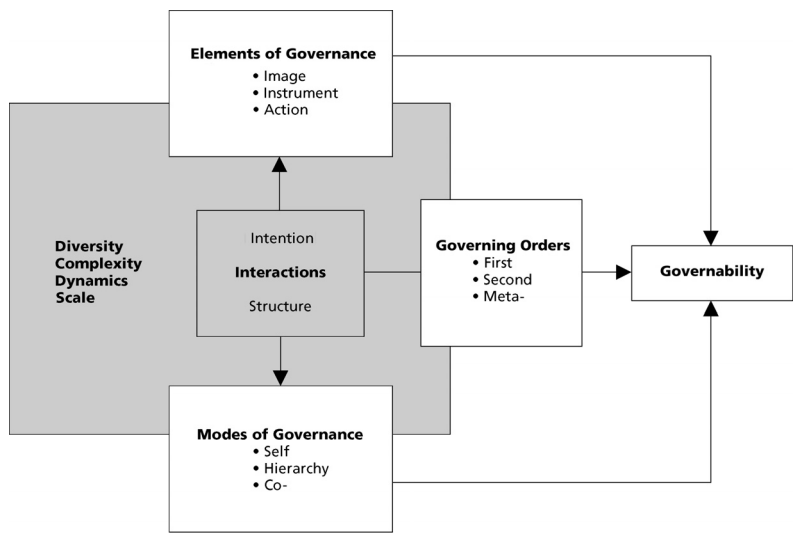 Elements of Governance
• Image
• Instrument
• Action
Diversity
Complexity
Dynamics
Scale
Intention
Interactions
Structure
Governing Orders
• First
• Second
• Meta-
Governability
Modes of Governance
• Self
• Hierarchy
• Co-